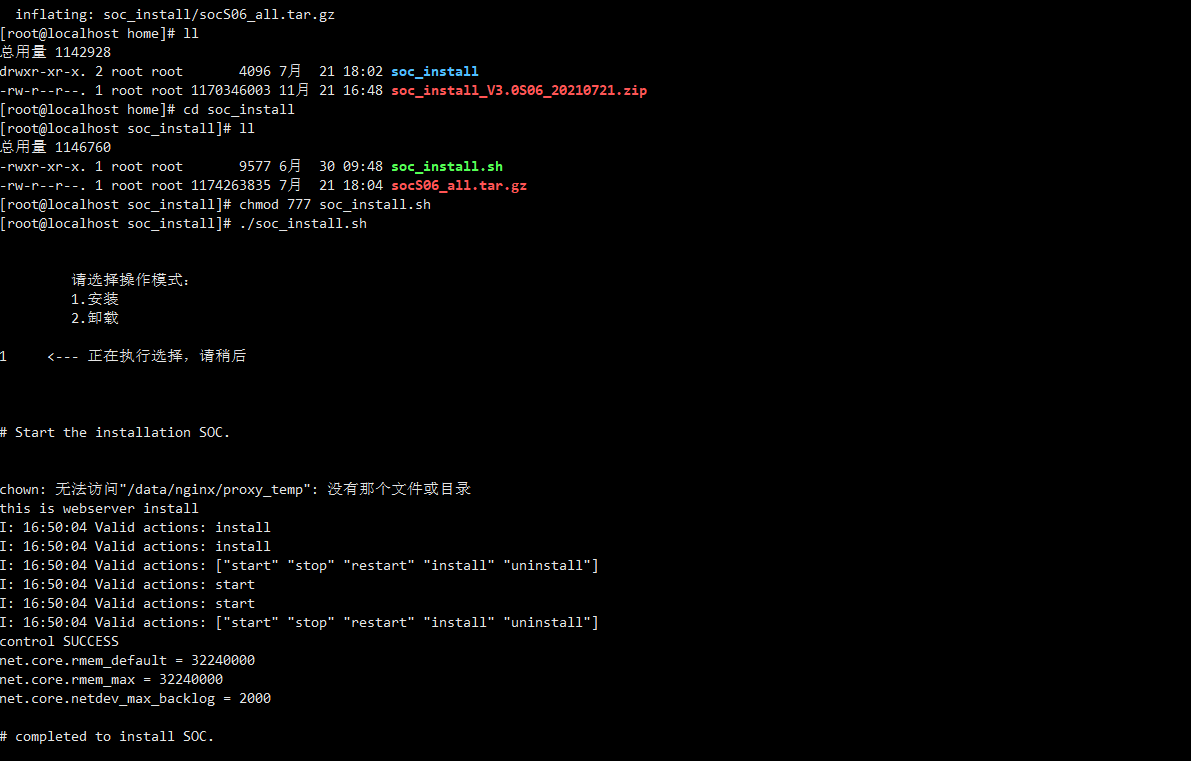 inflating: soc_install/socS06_all.tar.gz
[root@localhost home]# ll
总用量 1142928
drwxr-xr-x. 2 root root       4096 7月  21 18:02 soc_install
-rw-r--r--. 1 root root 1170346003 11月 21 16:48 soc_install_V3.0S06_20210721.zip
[root@localhost home]# cd soc_install
[root@localhost soc_install]# ll
总用量 1146760
-rwxr-xr-x. 1 root root       9577 6月  30 09:48 soc_install.sh
-rw-r--r--. 1 root root 1174263835 7月  21 18:04 socS06_all.tar.gz
[root@localhost soc_install]# chmod 777 soc_install.sh
[root@localhost soc_install]# ./soc_install.sh
请选择操作模式:
1.安装
2.卸载
1     <--- 正在执行选择，请稍后
# Start the installation SOC.
chown: 无法访问"/data/nginx/proxy_temp": 没有那个文件或目录
this is webserver install
I: 16:50:04 Valid actions: install
I: 16:50:04 Valid actions: install
I: 16:50:04 Valid actions: ["start" "stop" "restart" "install" "uninstall"]
I: 16:50:04 Valid actions: start
I: 16:50:04 Valid actions: start
I: 16:50:04 Valid actions: ["start" "stop" "restart" "install" "uninstall"]
control SUCCESS
net.core.rmem_default = 32240000
net.core.rmem_max = 32240000
net.core.netdev_max_backlog = 2000
# completed to install SOC.